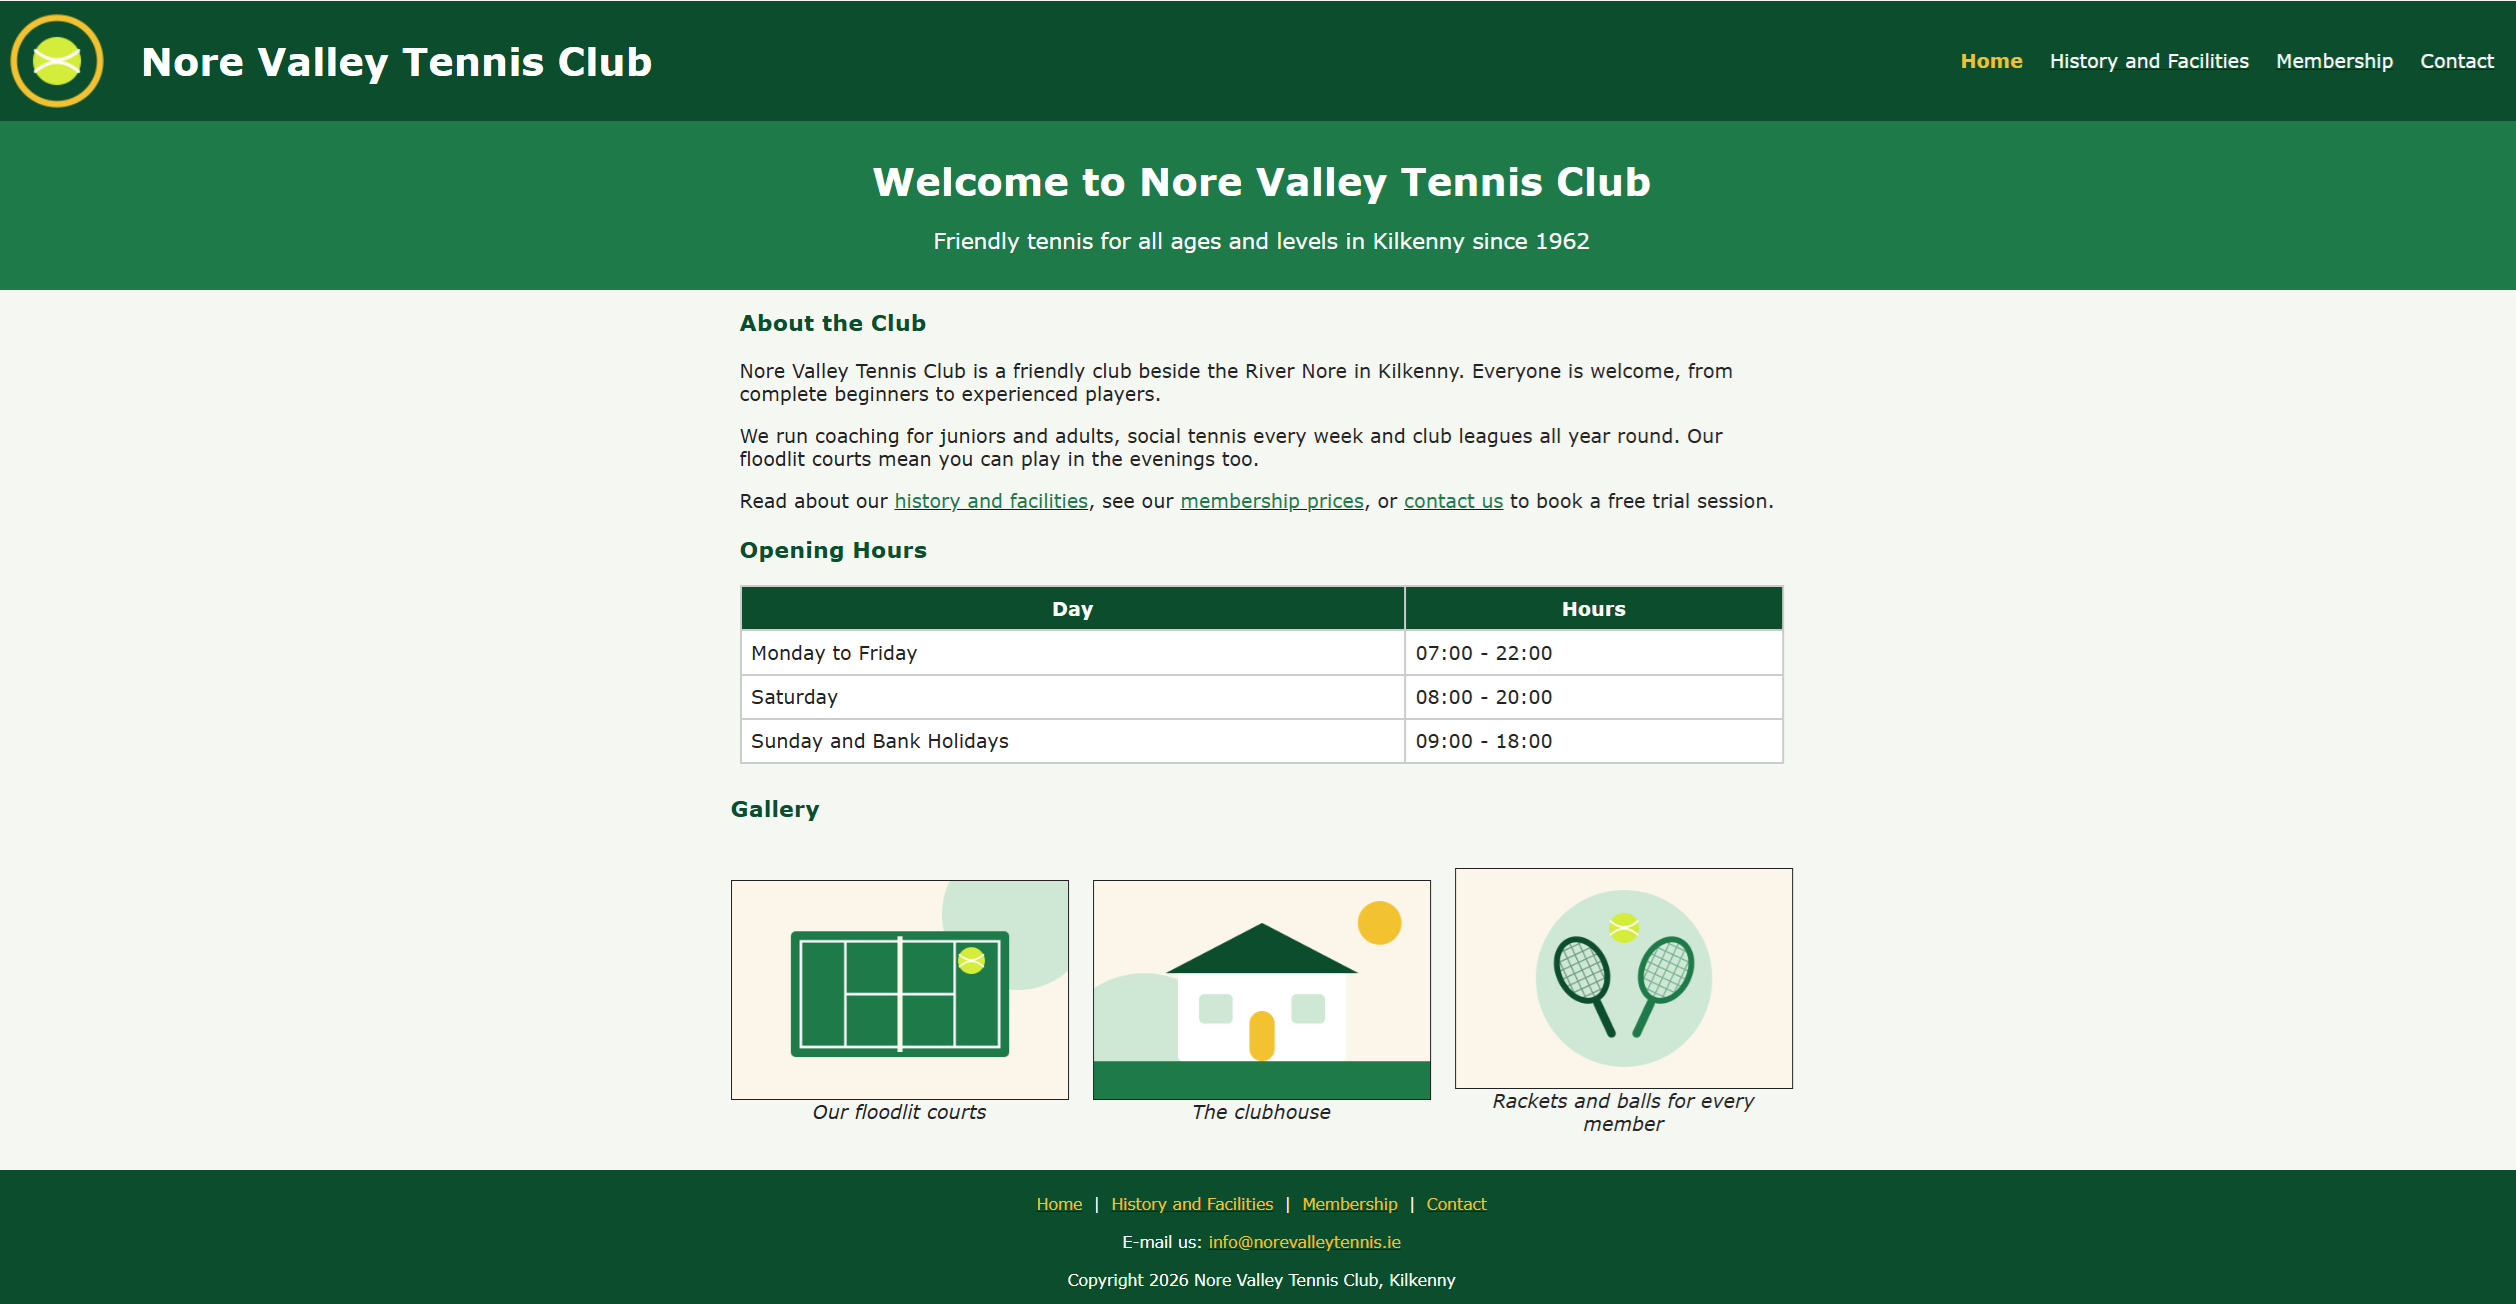 Nore Valley Tennis Club
Home History and Facilities Membership Contact
Welcome to Nore Valley Tennis Club
Friendly tennis for all ages and levels in Kilkenny since 1962
About the Club
Nore Valley Tennis Club is a friendly club beside the River Nore in Kilkenny. Everyone is welcome, from
complete beginners to experienced players.
We run coaching for juniors and adults, social tennis every week and club leagues all year round. Our
floodlit courts mean you can play in the evenings too.
Read about our history and facilities, see our membership prices, or contact us to book a free trial session.
Opening Hours
Day Hours
Monday to Friday 07:00 - 22:00
Saturday 08:00 - 20:00
Sunday and Bank Holidays 09:00 - 18:00
Gallery
Our floodlit courts
The clubhouse
Rackets and balls for every
member
Home | History and Facilities | Membership | Contact
E-mail us: info@norevalleytennis.ie
Copyright 2026 Nore Valley Tennis Club, Kilkenny